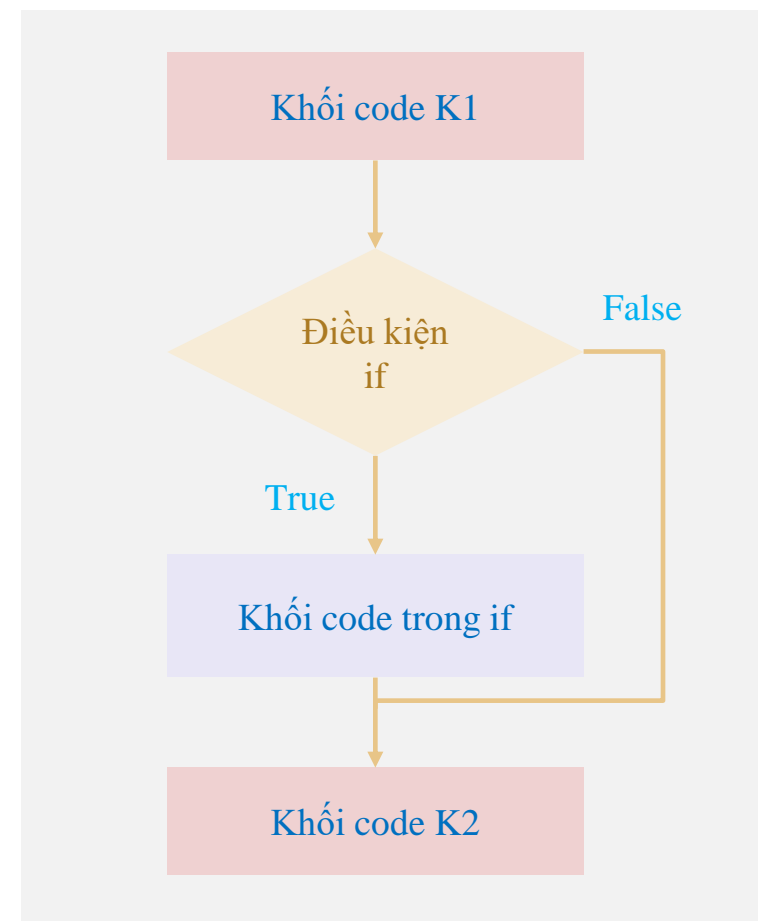 Khối code K1
False
Điều kiện
if
True
Khối code trong if
Khối code K2